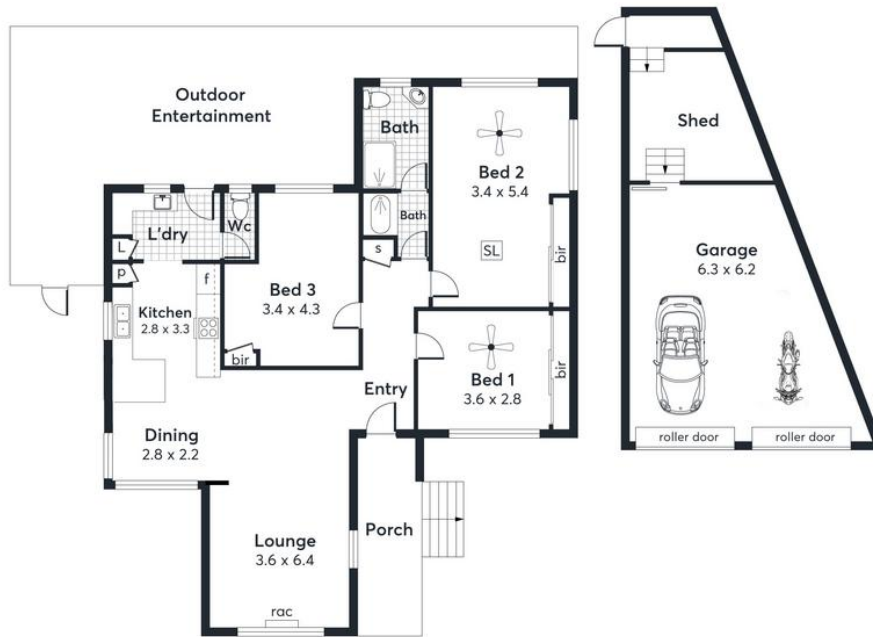 Outdoor
Entertainment
Bath
Bed 2
3.4 x 5.4
Shed
Bath
Wc
L'dry
L
p
s
SL
bir
Garage
6.3 x 6.2
f
Kitchen
2.8 x 3.3
Bed 3
3.4 x 4.3
bir
Bed 1
3.6 x 2.8
bir
Entry
Dining
2.8 x 2.2
roller door
roller door
Porch
Lounge
3.6 x 6.4
rac